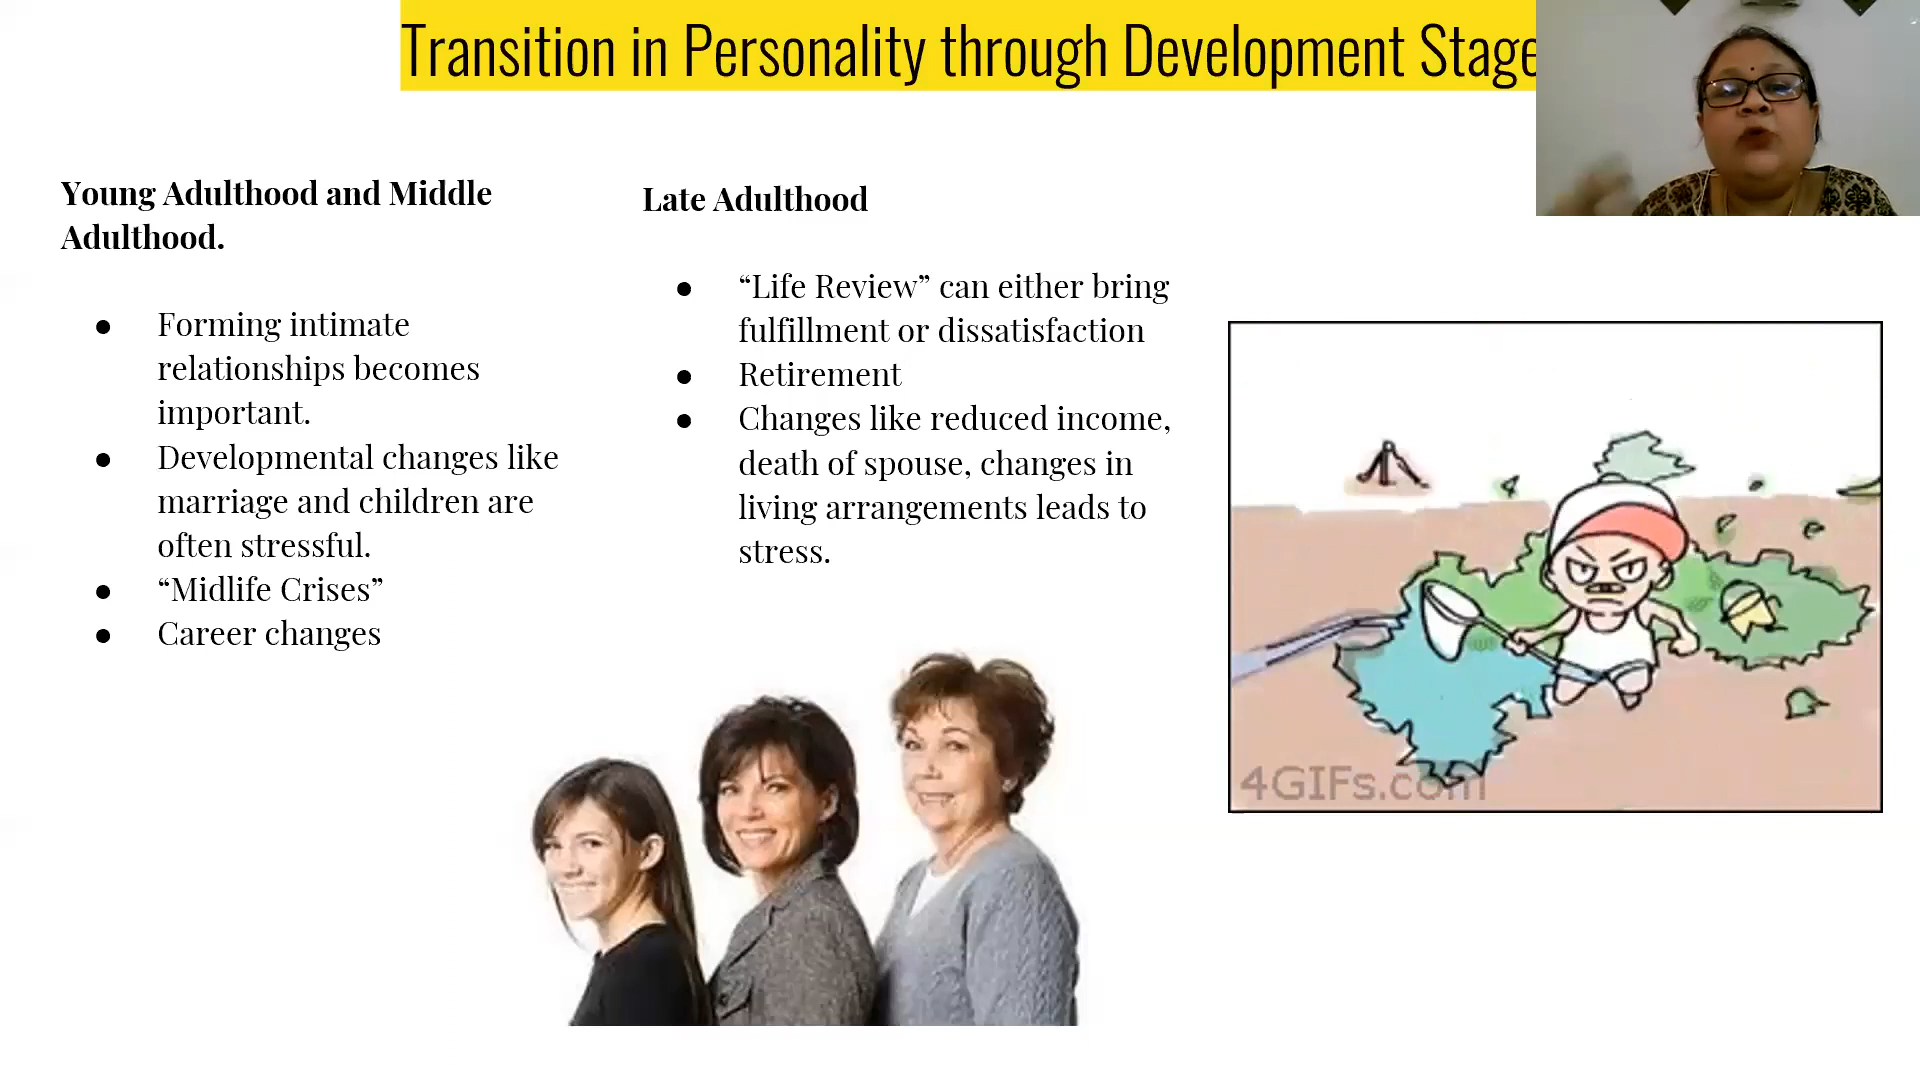 Transition in Personality through Development Stage
Young Adulthood and Middle
Adulthood.
● Forming intimate
relationships becomes
important.
● Developmental changes like
marriage and children are
often stressful.
● “Midlife Crises”
● Career changes
Late Adulthood
● “Life Review” can either bring
fulfillment or dissatisfaction
● Retirement
● Changes like reduced income,
death of spouse, changes in
living arrangements leads to
stress.
4GIFs.com